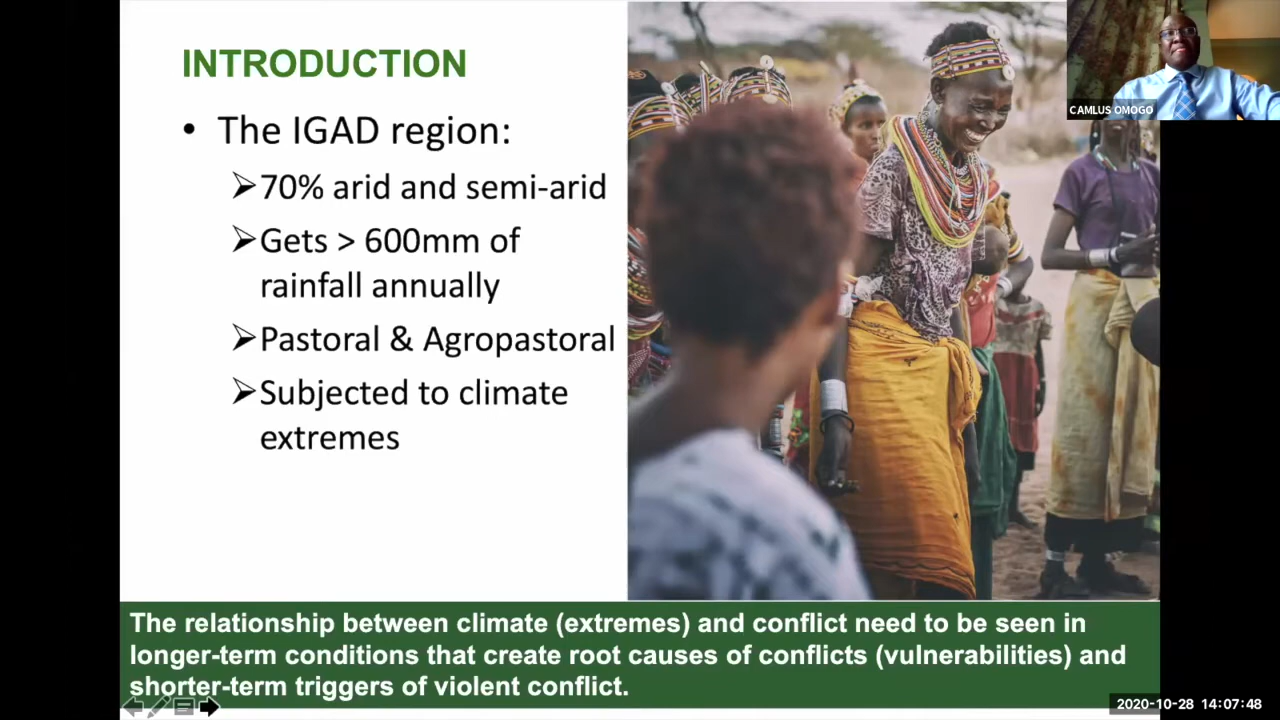 INTRODUCTION
• The IGAD region:
➢70% arid and semi-arid
➢Gets > 600mm of
rainfall annually
➢Pastoral & Agropastoral
➢Subjected to climate
extremes
CAMLUS OMOGO
The relationship between climate (extremes) and conflict need to be seen in
longer-term conditions that create root causes of conflicts (vulnerabilities) and
shorter-term triggers of violent conflict.
2020-10-28 14:07:48